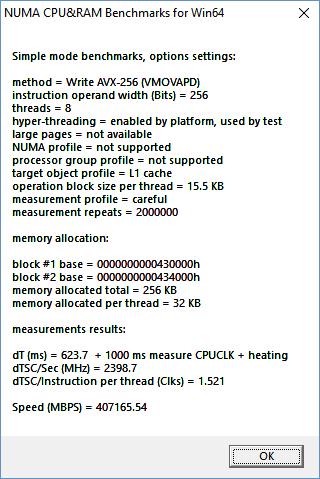 NUMA CPU&RAM Benchmarks for Win64
Simple mode benchmarks, options settings:
method = Write AVX-256 (VMOVAPD)
instruction operand width (Bits) = 256
threads = 8
hyper-threading = enabled by platform, used by test
large pages = not available
NUMA profile = not supported
processor group profile = not supported
target object profile = L1 cache
operation block size per thread = 15.5 KB
measurement profile = careful
measurement repeats = 2000000
memory allocation:
block #1 base = 0000000000430000h
block #2 base = 0000000000434000h
memory allocated total = 256 KB
memory allocated per thread = 32 KB
measurements results:
dT (ms) = 623.7  + 1000 ms measure CPUCLK + heating
dTSC/Sec (MHz) = 2398.7
dTSC/Instruction per thread (Clks) = 1.521
Speed (MBPS) = 407165.54
OK